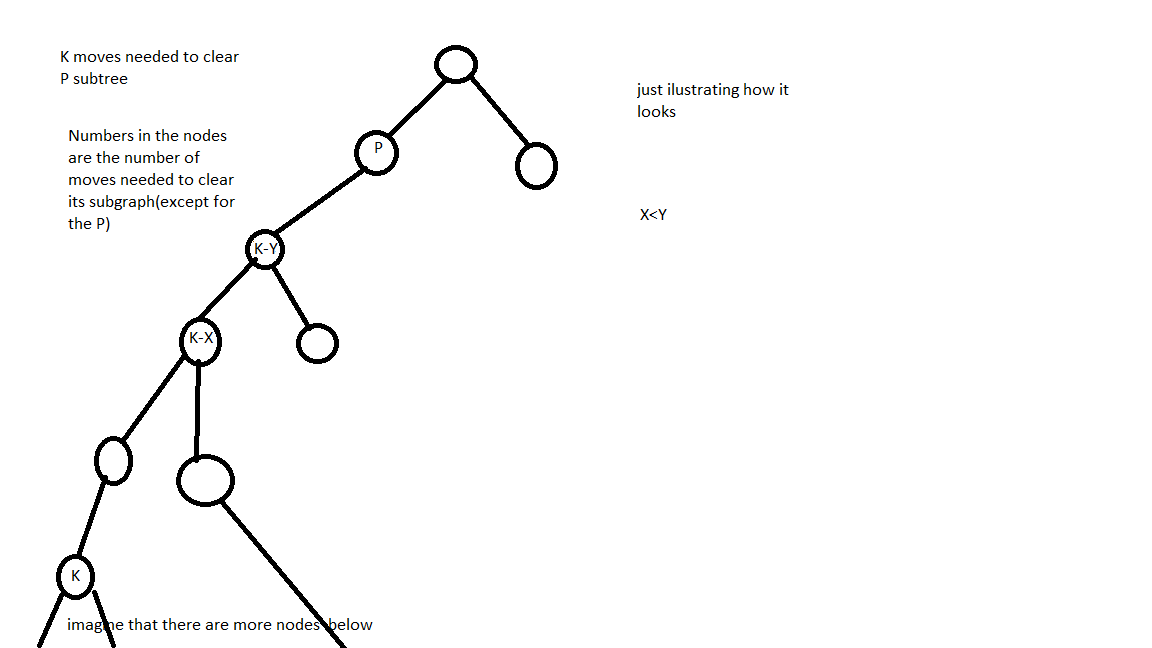 K moves needed to clear
P subtree
just ilustrating how it
looks
Numbers in the nodes
are the number of
moves needed to clear
its subgraph(except for
the P)
P
X<Y
K-Y
K-X
K
imagine that there are more nodes below